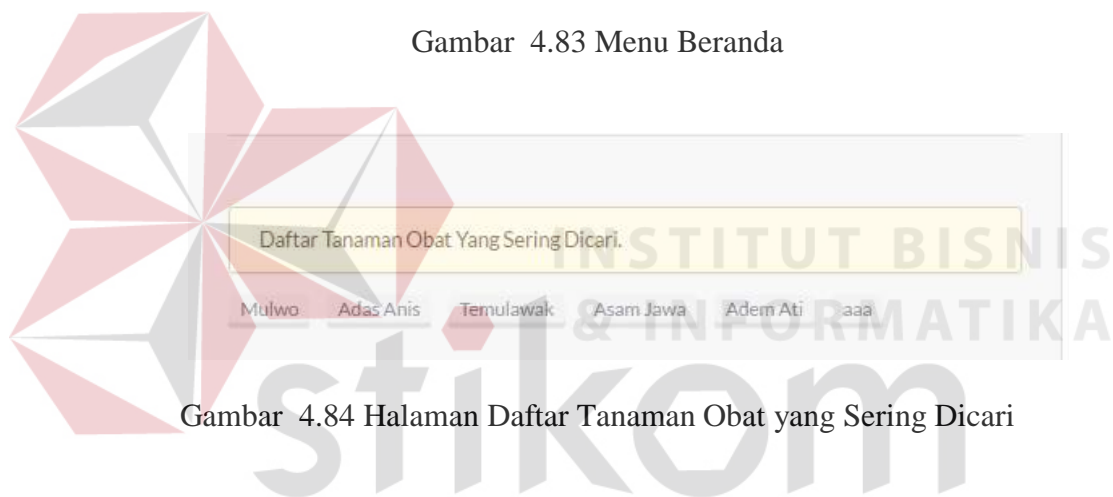 Gambar 4.83 Menu Beranda
Daftar Tanaman Obat Yang Sering Dicari.
INSTITUT BISNIS
Mulwo Adas Anis Temulawak Asam Jawa Adem Ati aaa
& INFORMATIKA
stikom
Gambar 4.84 Halaman Daftar Tanaman Obat yang Sering Dicari